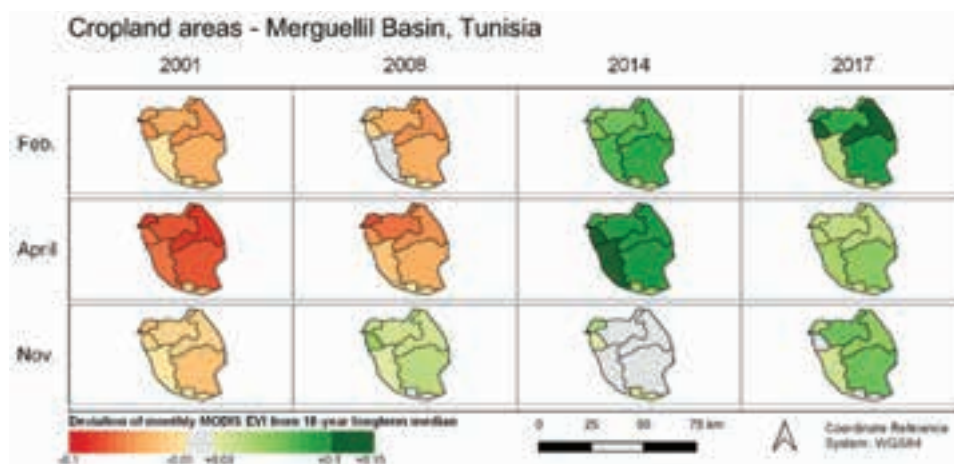 Cropland areas - Merguellil Basin, Tunisia
2001 2008 2014 2017
Feb.
April
Nov.
Deviation of monthly MODIS EVI from 18 year longterm median
-0.1 -0.01 +0.01 +0.1 +0.15
0 25 50 75 km
Coordinate Reference
System: WGS84